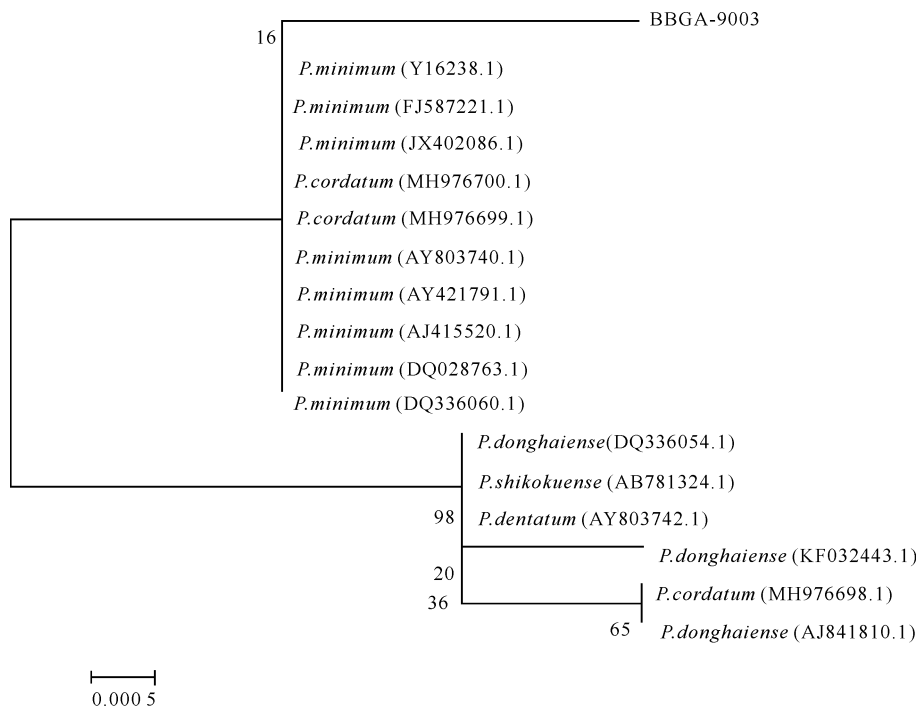 BBGA-9003
16
P.minimum (Y16238.1)
P.minimum (FJ587221.1)
P.minimum (JX402086.1)
P.cordatum (MH976700.1)
P.cordatum (MH976699.1)
P.minimum (AY803740.1)
P.minimum (AY421791.1)
P.minimum (AJ415520.1)
P.minimum (DQ028763.1)
P.minimum (DQ336060.1)
P.donghaiense(DQ336054.1)
P.shikokuense (AB781324.1)
98
P.dentatum (AY803742.1)
P.donghaiense (KF032443.1)
20
36
P.cordatum (MH976698.1)
65
P.donghaiense (AJ841810.1)
0.000 5